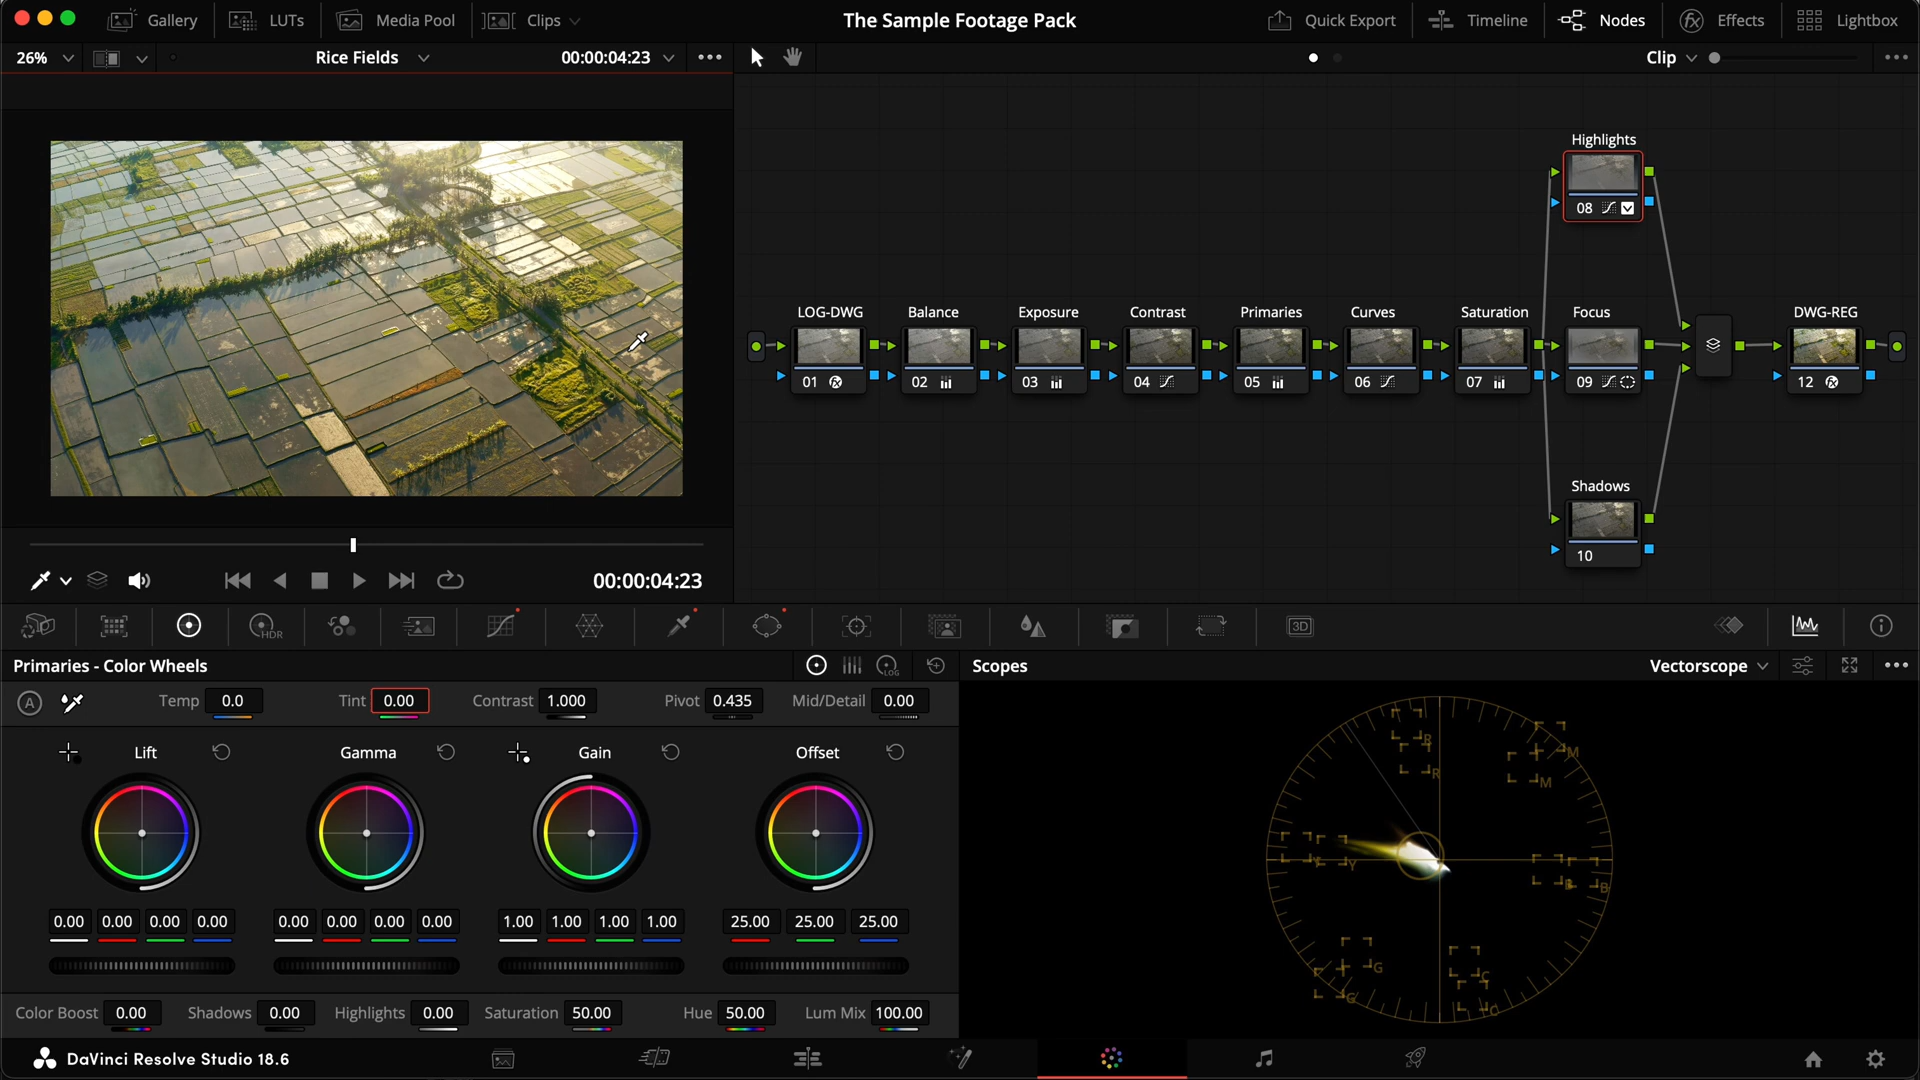 Gallery LUTs Media Pool Clips The Sample Footage Pack Quick Export Timeline Nodes Effects Lightbox
26% Rice Fields 00:00:04:23 Clip
Highlights
08
LOG-DWG Balance Exposure Contrast Primaries Curves Saturation Focus DWG-REG
01 02 03 04 05 06 07 09 12
Shadows
10
00:00:04:23
HDR 3D
Primaries - Color Wheels LOG
Scopes Vectorscope
A Temp 0.0 Tint 0.00 Contrast 1.000 Pivot 0.435 Mid/Detail 0.00
Lift Gamma Gain Offset
0.00 0.00 0.00 0.00 0.00 0.00 0.00 0.00 1.00 1.00 1.00 1.00 25.00 25.00 25.00
Color Boost 0.00 Shadows 0.00 Highlights 0.00 Saturation 50.00 Hue 50.00 Lum Mix 100.00
R M
R M
Y Y B B
G C
G C
DaVinci Resolve Studio 18.6